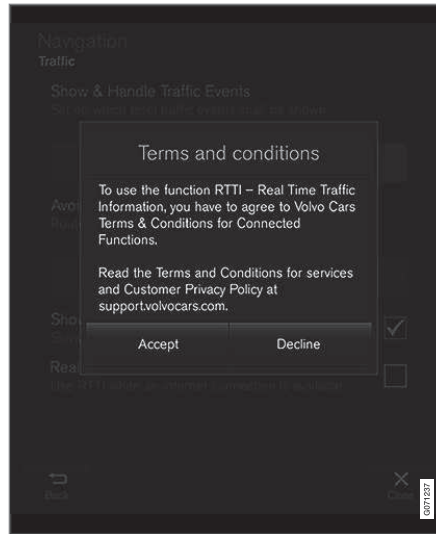 Navigation
Traffic
Show & Handle Traffic Events
Terms and conditions
To use the function RTTI – Real Time Traffic
Information, you have to agree to Volvo Cars
Terms & Conditions for Connected
Functions.
Read the Terms and Conditions for services
and Customer Privacy Policy at
support.volvocars.com.
Accept
Decline
Back
Close
G071237